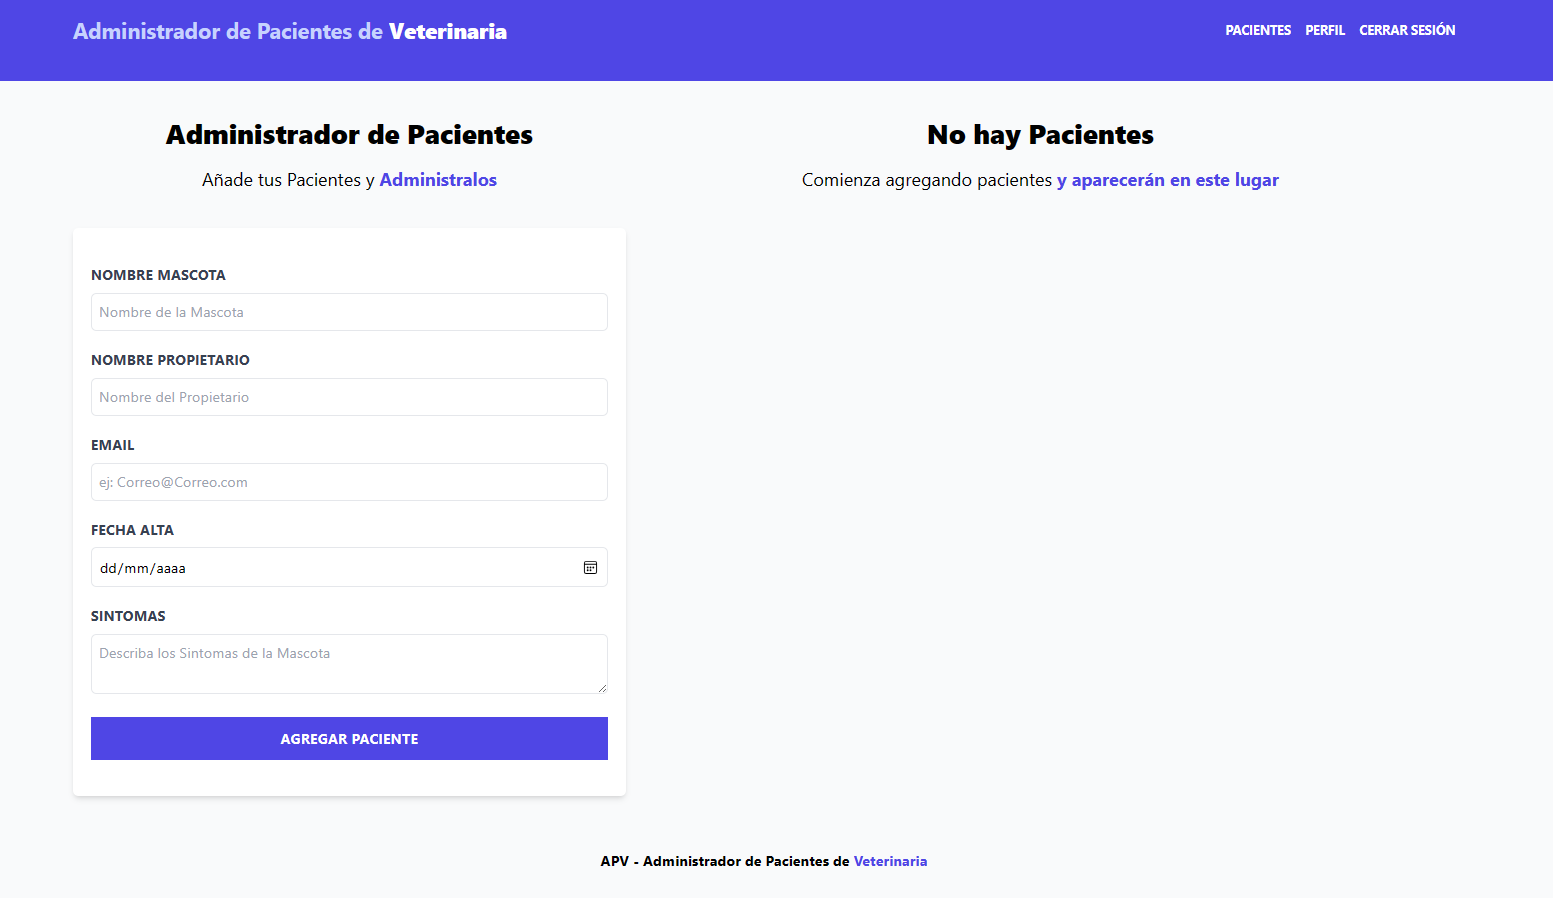 Administrador de Pacientes de Veterinaria
PACIENTES PERFIL CERRAR SESIÓN
Administrador de Pacientes
Añade tus Pacientes y Administralos
NOMBRE MASCOTA
Nombre de la Mascota
NOMBRE PROPIETARIO
Nombre del Propietario
EMAIL
ej: Correo@Correo.com
FECHA ALTA
dd/mm/aaaa
SINTOMAS
Describa los Sintomas de la Mascota
AGREGAR PACIENTE
No hay Pacientes
Comienza agregando pacientes y aparecerán en este lugar
APV - Administrador de Pacientes de Veterinaria